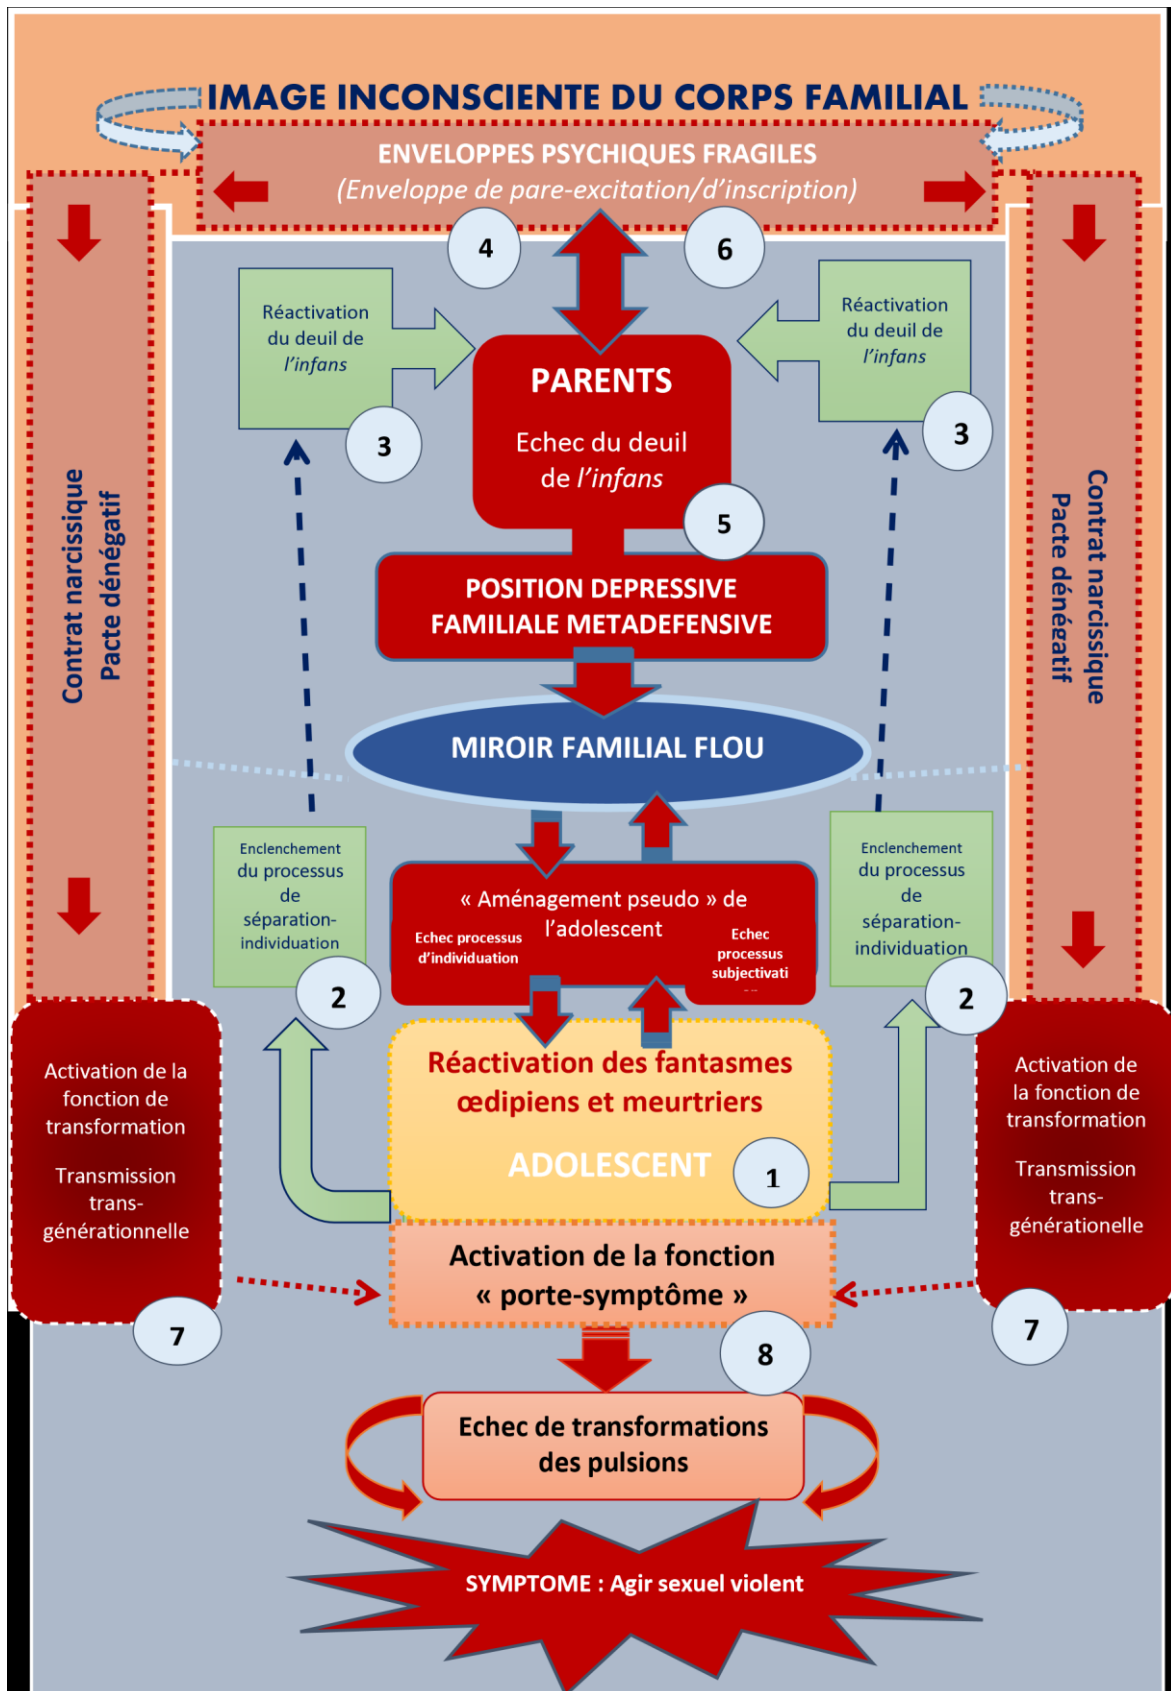 IMAGE INCONSCIENTE DU CORPS FAMILIAL
ENVELOPPES PSYCHIQUES FRAGILES
(Enveloppe de pare-excitation/d'inscription)
4
6
Réactivation
du deuil de
l'infans
3
Réactivation
du deuil de
l'infans
3
PARENTS
Echec du deuil
de l'infans
5
Contrat narcissique
Pacte dénégatif
Contrat narcissique
Pacte dénégatif
POSITION DEPRESSIVE
FAMILIALE METADEFENSIVE
MIROIR FAMILIAL FLOU
Enclenchement
du processus
de
séparation-
individuation
2
Enclenchement
du processus
de
séparation-
individuation
2
« Aménagement pseudo » de
l'adolescent
Echec processus
d'individuation
Echec
processus
subjectivati
Réactivation des fantasmes
œdipiens et meurtriers
ADOLESCENT
1
Activation de la
fonction de
transformation
Transmission
trans-
générationnelle
7
Activation de
la fonction de
transformation
Transmission
trans-
générationelle
7
Activation de la fonction
« porte-symptôme »
8
Echec de transformations
des pulsions
SYMPTOME : Agir sexuel violent